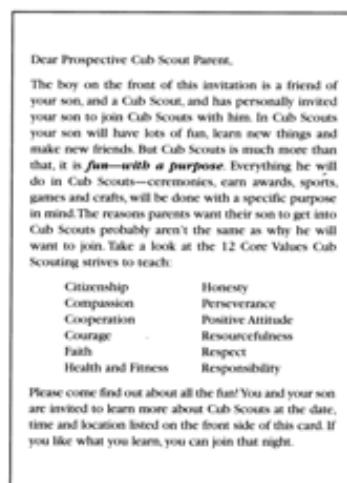 Dear Prospective Cub Scout Parent,
The boy on the front of this invitation is a friend of
your son, and a Cub Scout, and has personally invited
your son to join Cub Scouts with him. In Cub Scouts
your son will have lots of fun, learn new things and
make new friends. But Cub Scouts is much more than
that, it is fun—with a purpose. Everything he will
do in Cub Scouts—ceremonies, earn awards, sports,
games and crafts, will be done with a specific purpose
in mind. The reasons parents want their son to get into
Cub Scouts probably aren't the same as why he will
want to join. Take a look at the 12 Core Values Cub
Scouting strives to teach:
Citizenship Honesty
Compassion Perseverance
Cooperation Positive Attitude
Courage Resourcefulness
Faith Respect
Health and Fitness Responsibility
Please come find out about all the fun! You and your son
are invited to learn more about Cub Scouts at the date,
time and location listed on the front side of this card. If
you like what you learn, you can join that night.